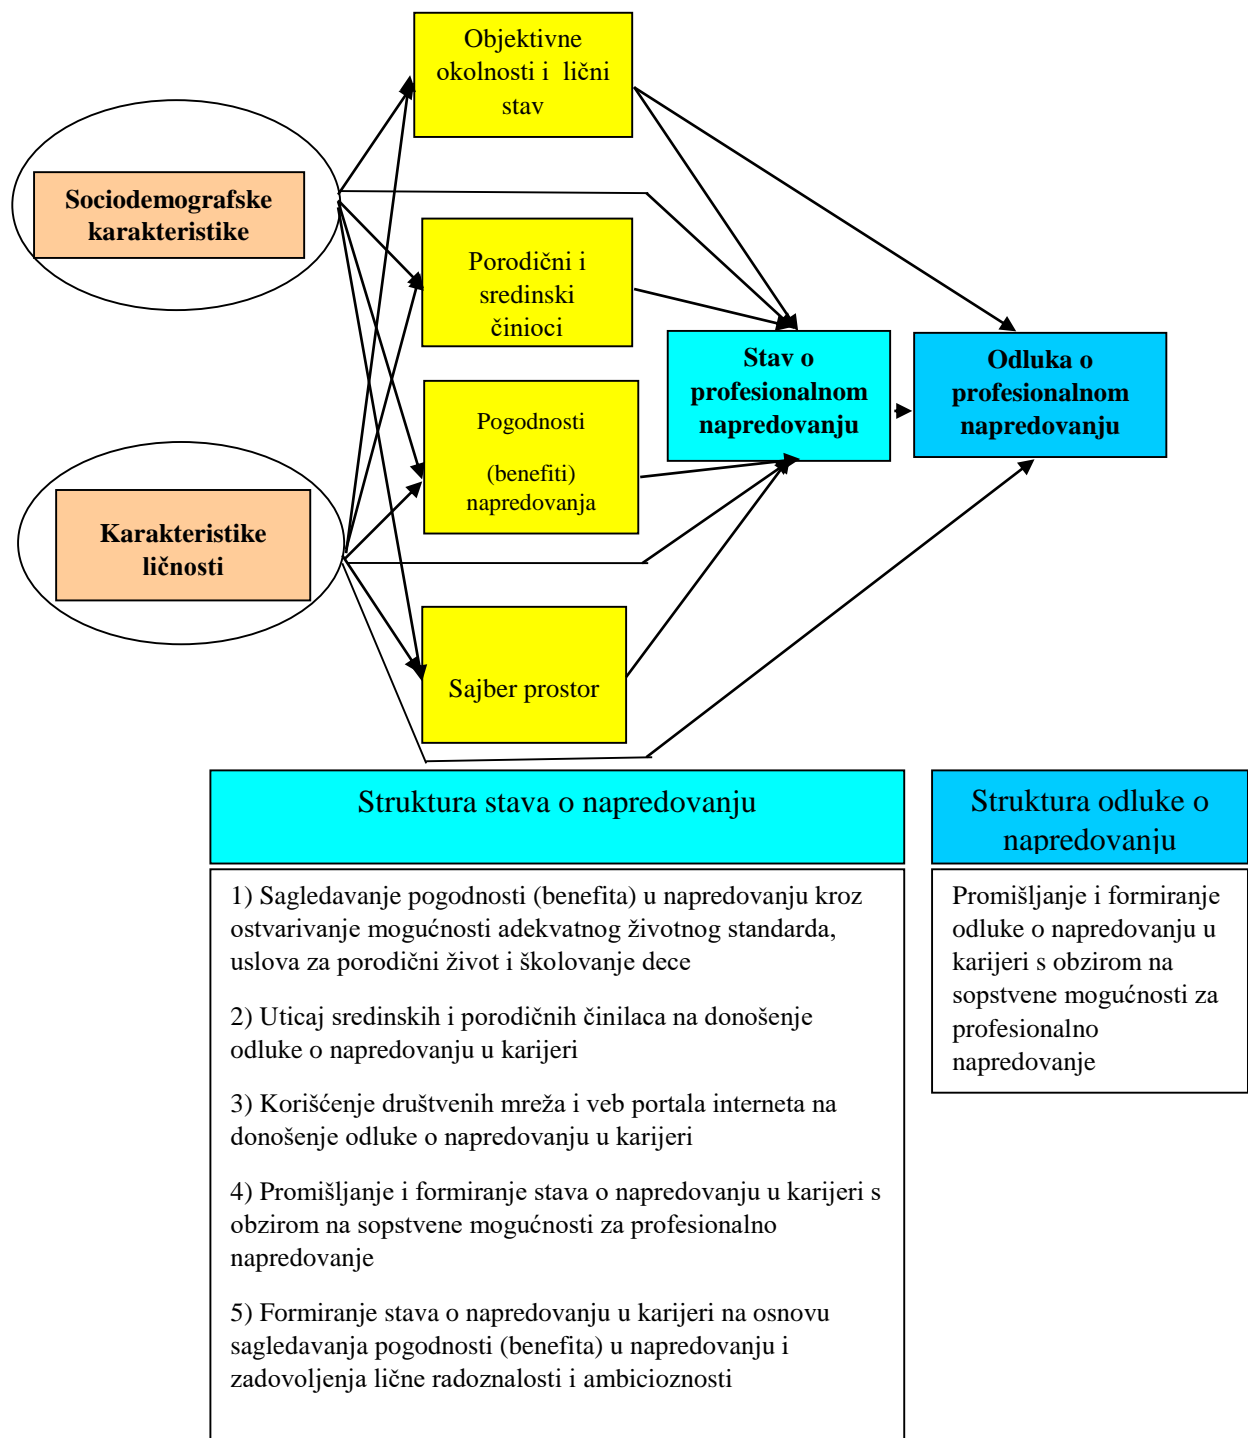 Objektivne
okolnosti i lični
stav
Sociodemografske
karakteristike
Porodični i
sredinski
činioci
Stav o
profesionalnom
napredovanju
Odluka o
profesionalnom
napredovanju
Pogodnosti
(benefiti)
napredovanja
Karakteristike
ličnosti
Sajber prostor
Struktura stava o napredovanju
1) Sagledavanje pogodnosti (benefita) u napredovanju kroz
ostvarivanje mogućnosti adekvatnog životnog standarda,
uslova za porodični život i školovanje dece
2) Uticaj sredinskih i porodičnih činilaca na donošenje
odluke o napredovanju u karijeri
3) Korišćenje društvenih mreža i veb portala interneta na
donošenje odluke o napredovanju u karijeri
4) Promišljanje i formiranje stava o napredovanju u karijeri s
obzirom na sopstvene mogućnosti za profesionalno
napredovanje
5) Formiranje stava o napredovanju u karijeri na osnovu
sagledavanja pogodnosti (benefita) u napredovanju i
zadovoljenja lične radoznalosti i ambicioznosti
Struktura odluke o
napredovanju
Promišljanje i formiranje
odluke o napredovanju u
karijeri s obzirom na
sopstvene mogućnosti za
profesionalno
napredovanje